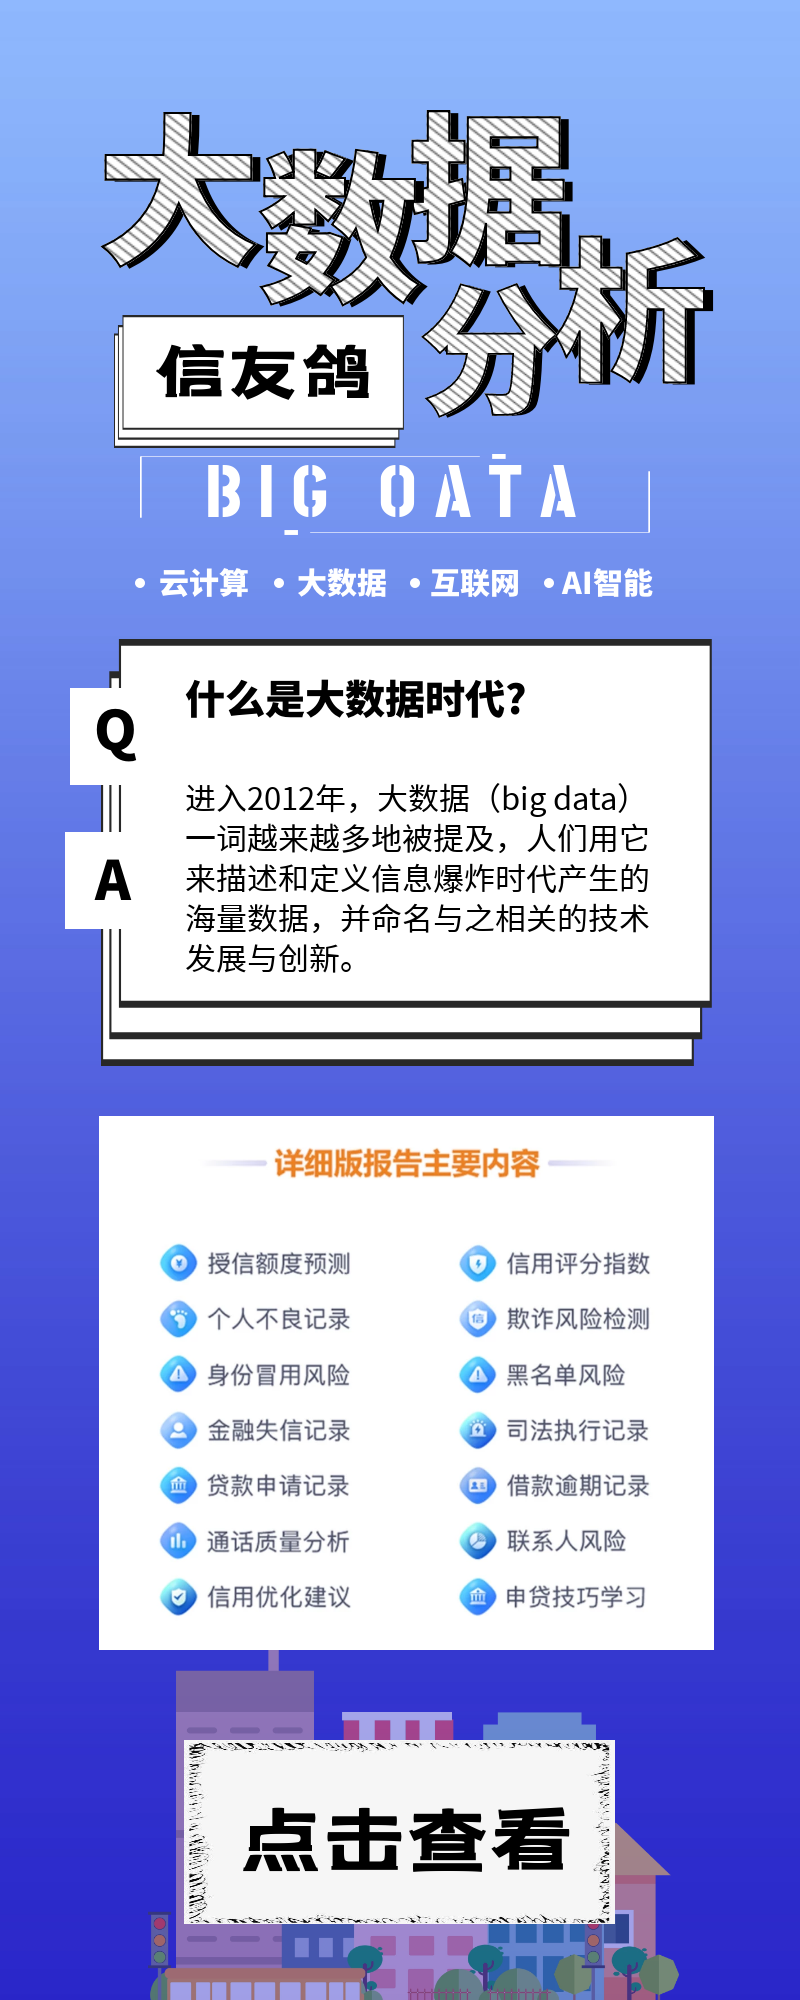 大数据
分析
信友鸽
BIG OATA
• 云计算 • 大数据 • 互联网 • AI智能
Q
什么是大数据时代?
A
进入2012年，大数据（big data）
一词越来越多地被提及，人们用它
来描述和定义信息爆炸时代产生的
海量数据，并命名与之相关的技术
发展与创新。
详细版报告主要内容
授信额度预测
信用评分指数
个人不良记录
欺诈风险检测
身份冒用风险
黑名单风险
金融失信记录
司法执行记录
贷款申请记录
借款逾期记录
通话质量分析
联系人风险
信用优化建议
申贷技巧学习
点击查看